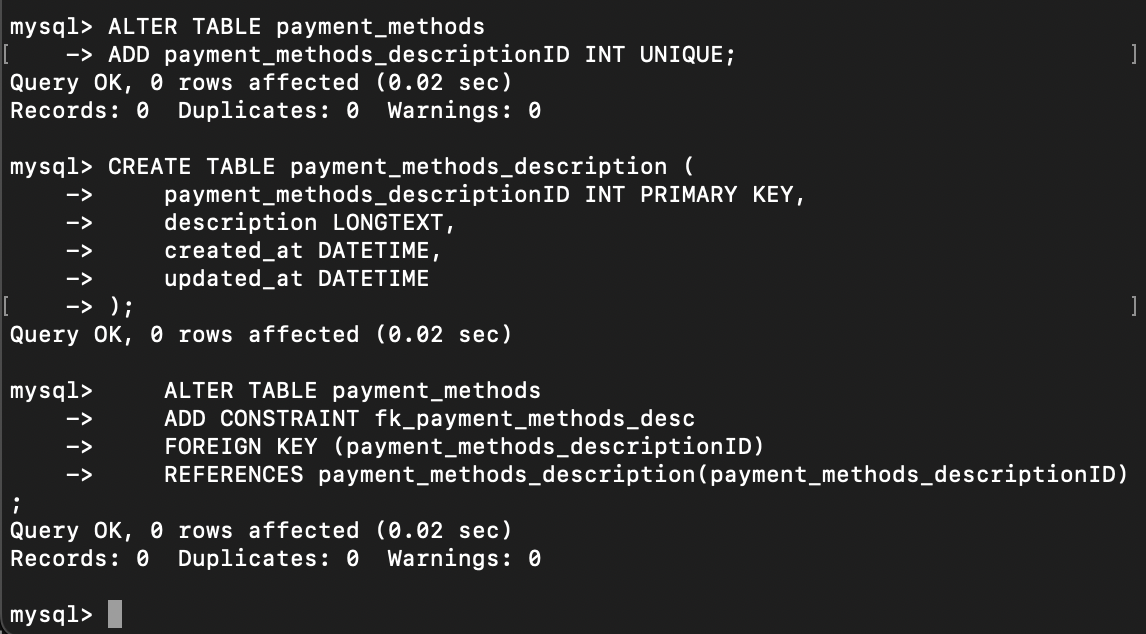 mysql> ALTER TABLE payment_methods
[    -> ADD payment_methods_descriptionID INT UNIQUE;                            ]
Query OK, 0 rows affected (0.02 sec)
Records: 0  Duplicates: 0  Warnings: 0

mysql> CREATE TABLE payment_methods_description (
    ->     payment_methods_descriptionID INT PRIMARY KEY,
    ->     description LONGTEXT,
    ->     created_at DATETIME,
    ->     updated_at DATETIME
[    -> );                                                                       ]
Query OK, 0 rows affected (0.02 sec)

mysql>     ALTER TABLE payment_methods
    ->     ADD CONSTRAINT fk_payment_methods_desc
    ->     FOREIGN KEY (payment_methods_descriptionID)
    ->     REFERENCES payment_methods_description(payment_methods_descriptionID)
;
Query OK, 0 rows affected (0.02 sec)
Records: 0  Duplicates: 0  Warnings: 0

mysql>